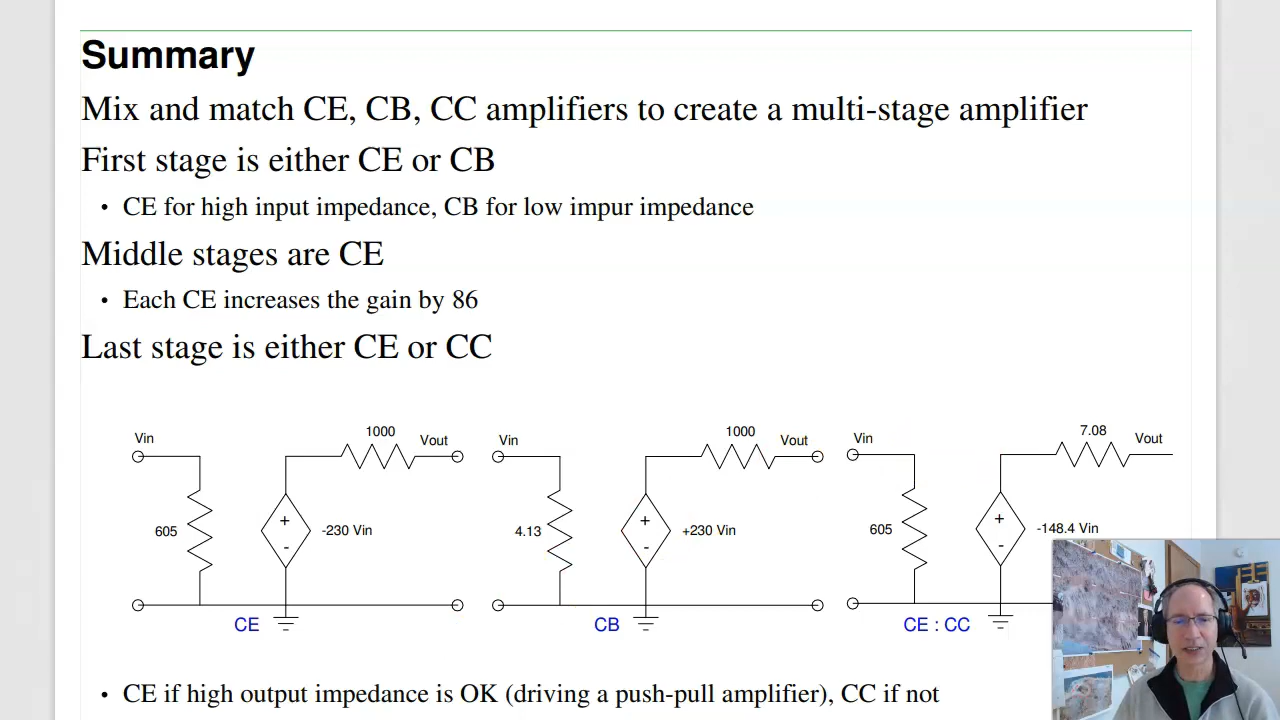 Summary
Mix and match CE, CB, CC amplifiers to create a multi-stage amplifier
First stage is either CE or CB
• CE for high input impedance, CB for low impur impedance
Middle stages are CE
• Each CE increases the gain by 86
Last stage is either CE or CC
Vin
1000
Vout
605
+
-
-230 Vin
CE
Vin
1000
Vout
4.13
+
-
+230 Vin
CB
Vin
7.08
Vout
605
+
-
-148.4 Vin
CE : CC
• CE if high output impedance is OK (driving a push-pull amplifier), CC if not